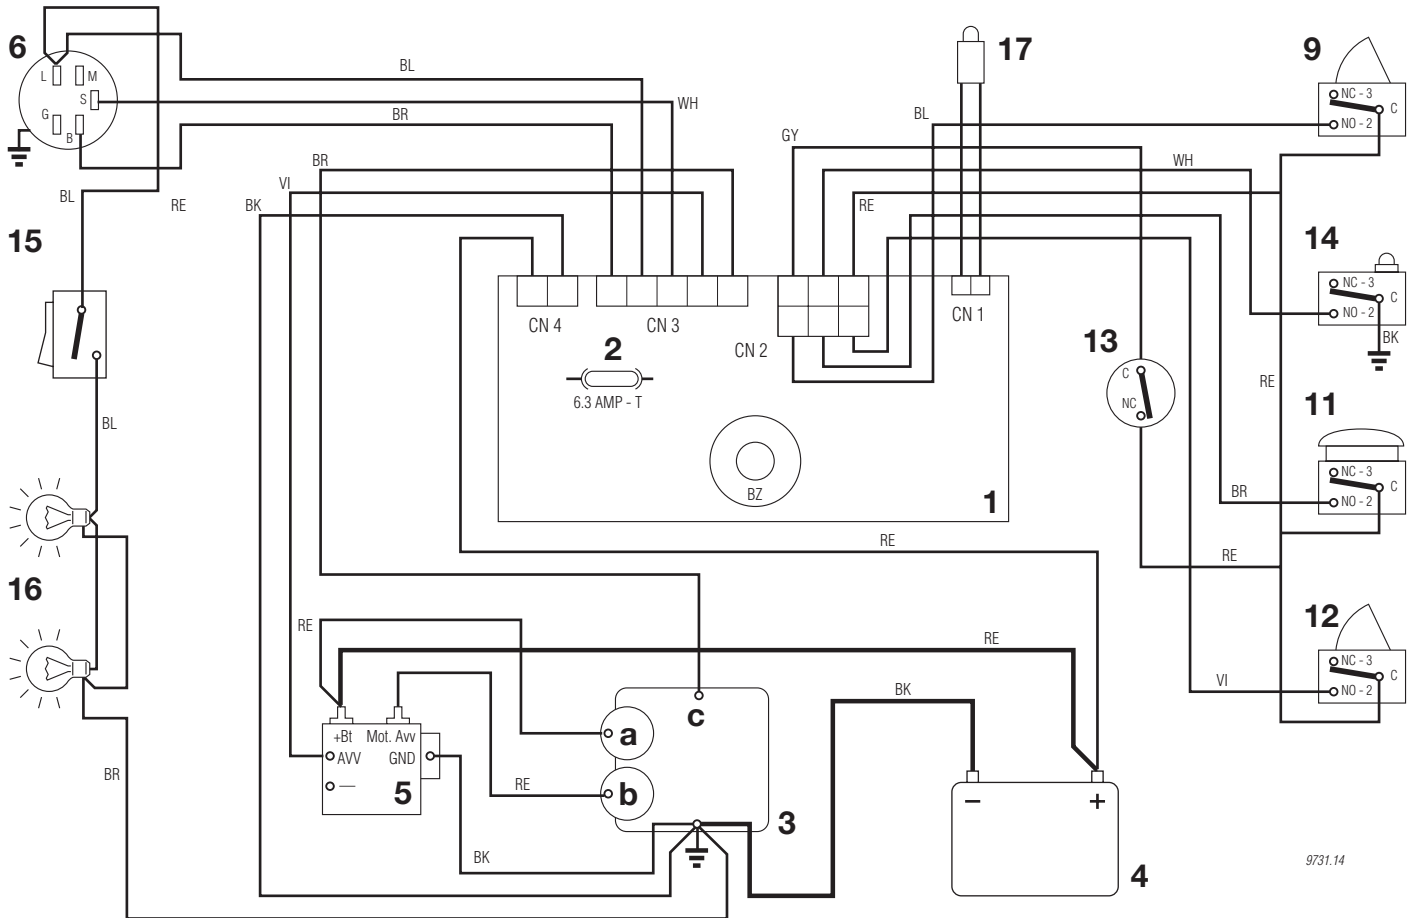 6
17
9
L
M
S
G
B
BL
WH
BR
BL
GY
NC - 3
C
NO - 2
BR
VI
BK
WH
RE
BL
RE
15
14
NC - 3
C
NO - 2
BK
CN 4
CN 3
CN 2
CN 1
2
6.3 AMP - T
13
C
NC
RE
BL
11
NC - 3
C
NO - 2
BR
BZ
1
RE
RE
16
RE
RE
12
NC - 3
C
NO - 2
VI
BK
c
+Bt
Mot. Avv
a
AVV
GND
5
RE
b
BR
3
BK
4
9731.14